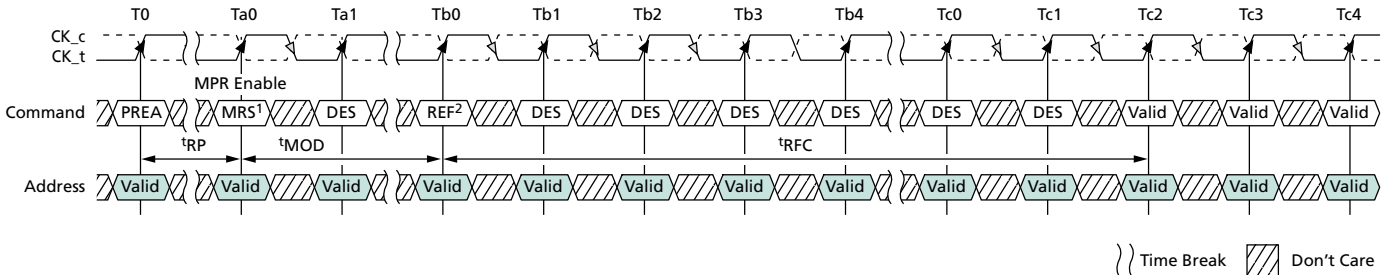 T0 Ta0 Ta1 Tb0 Tb1 Tb2 Tb3 Tb4 Tc0 Tc1 Tc2 Tc3 Tc4
CK_c
CK_t
MPR Enable
Command PREA MRS1 DES REF2 DES DES DES DES DES DES Valid Valid Valid
tRP tMOD tRFC
Address Valid Valid Valid Valid Valid Valid Valid Valid Valid Valid Valid Valid Valid
Time Break Don't Care